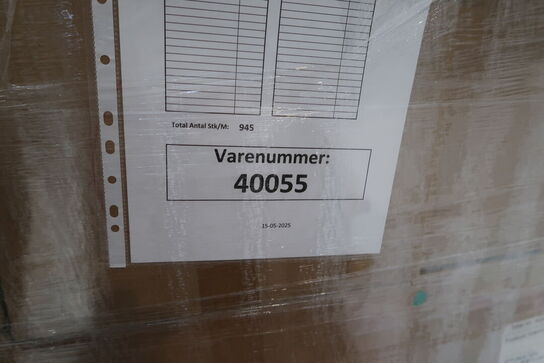 Total Antal Stk/M: 945
Varenummer:
40055
15-05-2025